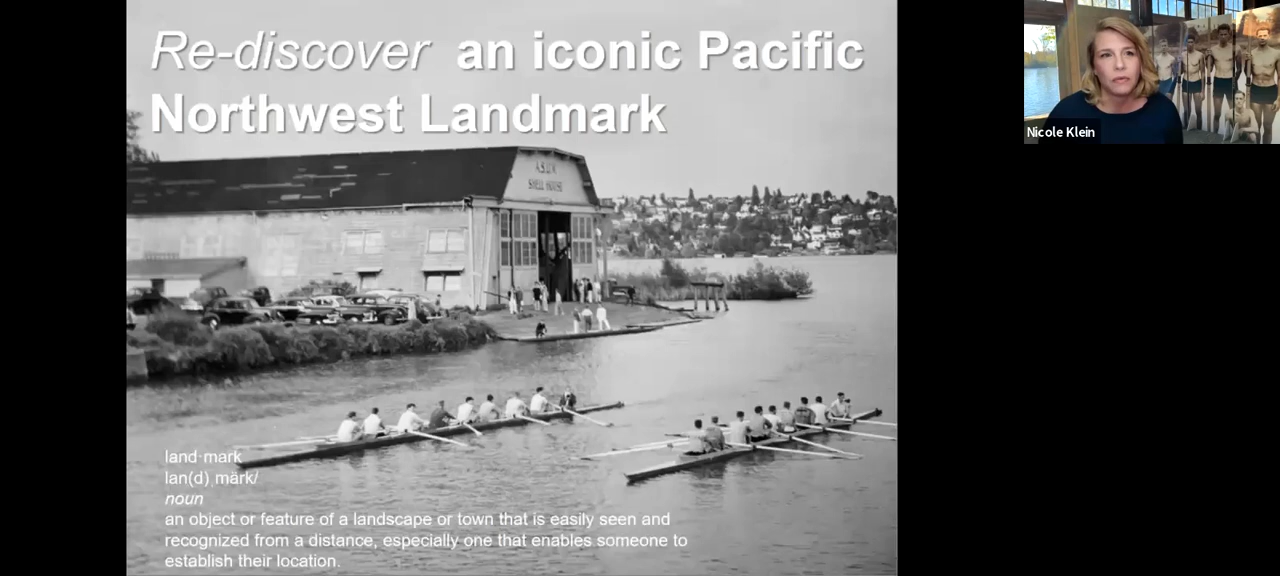 Re-discover an iconic Pacific
Northwest Landmark
A.S.U.W.
SHELL HOUSE
Nicole Klein
land·mark
lan(d)ˌmärk/
noun
an object or feature of a landscape or town that is easily seen and
recognized from a distance, especially one that enables someone to
establish their location.